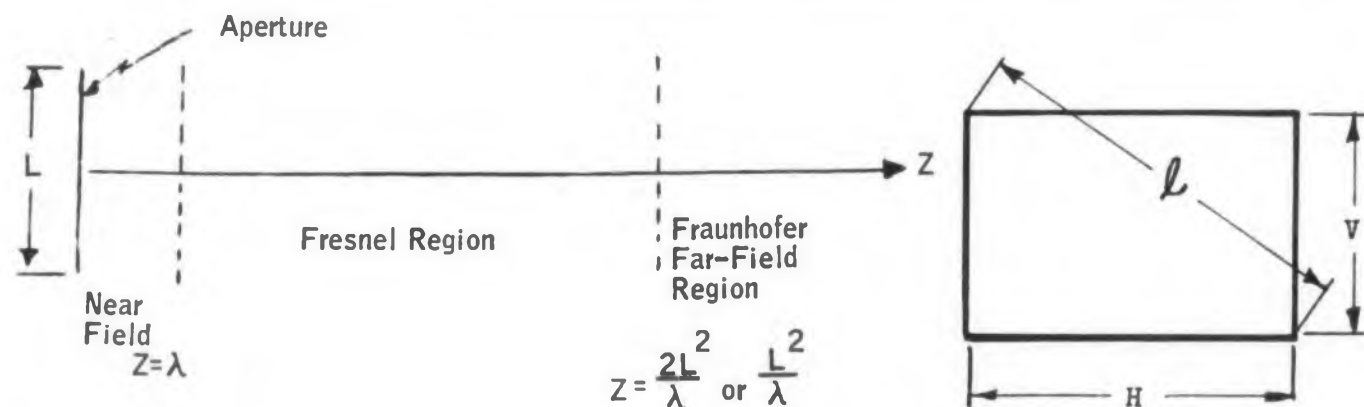 Aperture
L
Z
Fresnel Region
Fraunhofer
Far-Field
Region
Near
Field
Z=λ
Z = 2L²/λ or L²/λ
ℓ
V
H